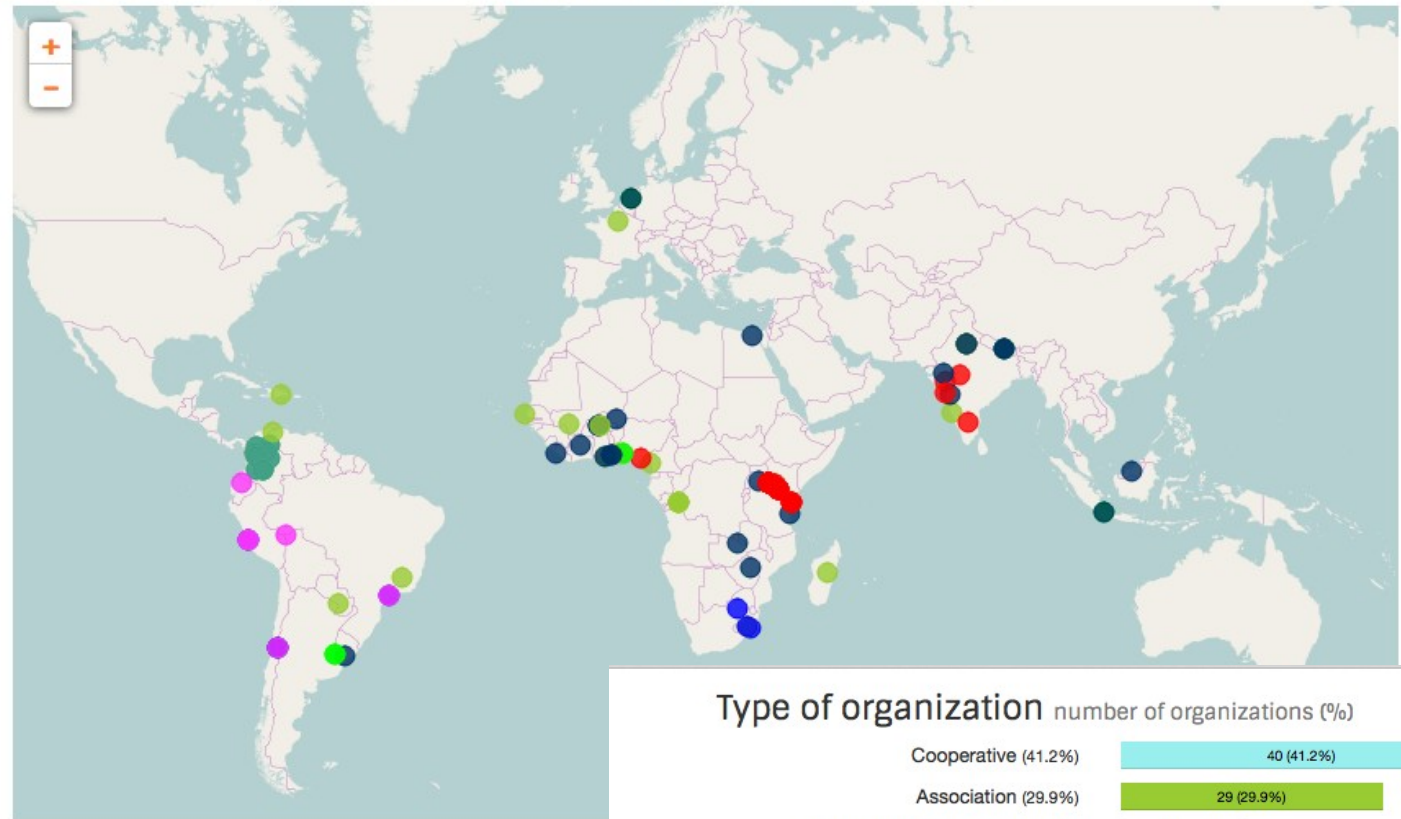 +
−
Type of organization number of organizations (%)
Cooperative (41.2%) 40 (41.2%)
Association (29.9%) 29 (29.9%)